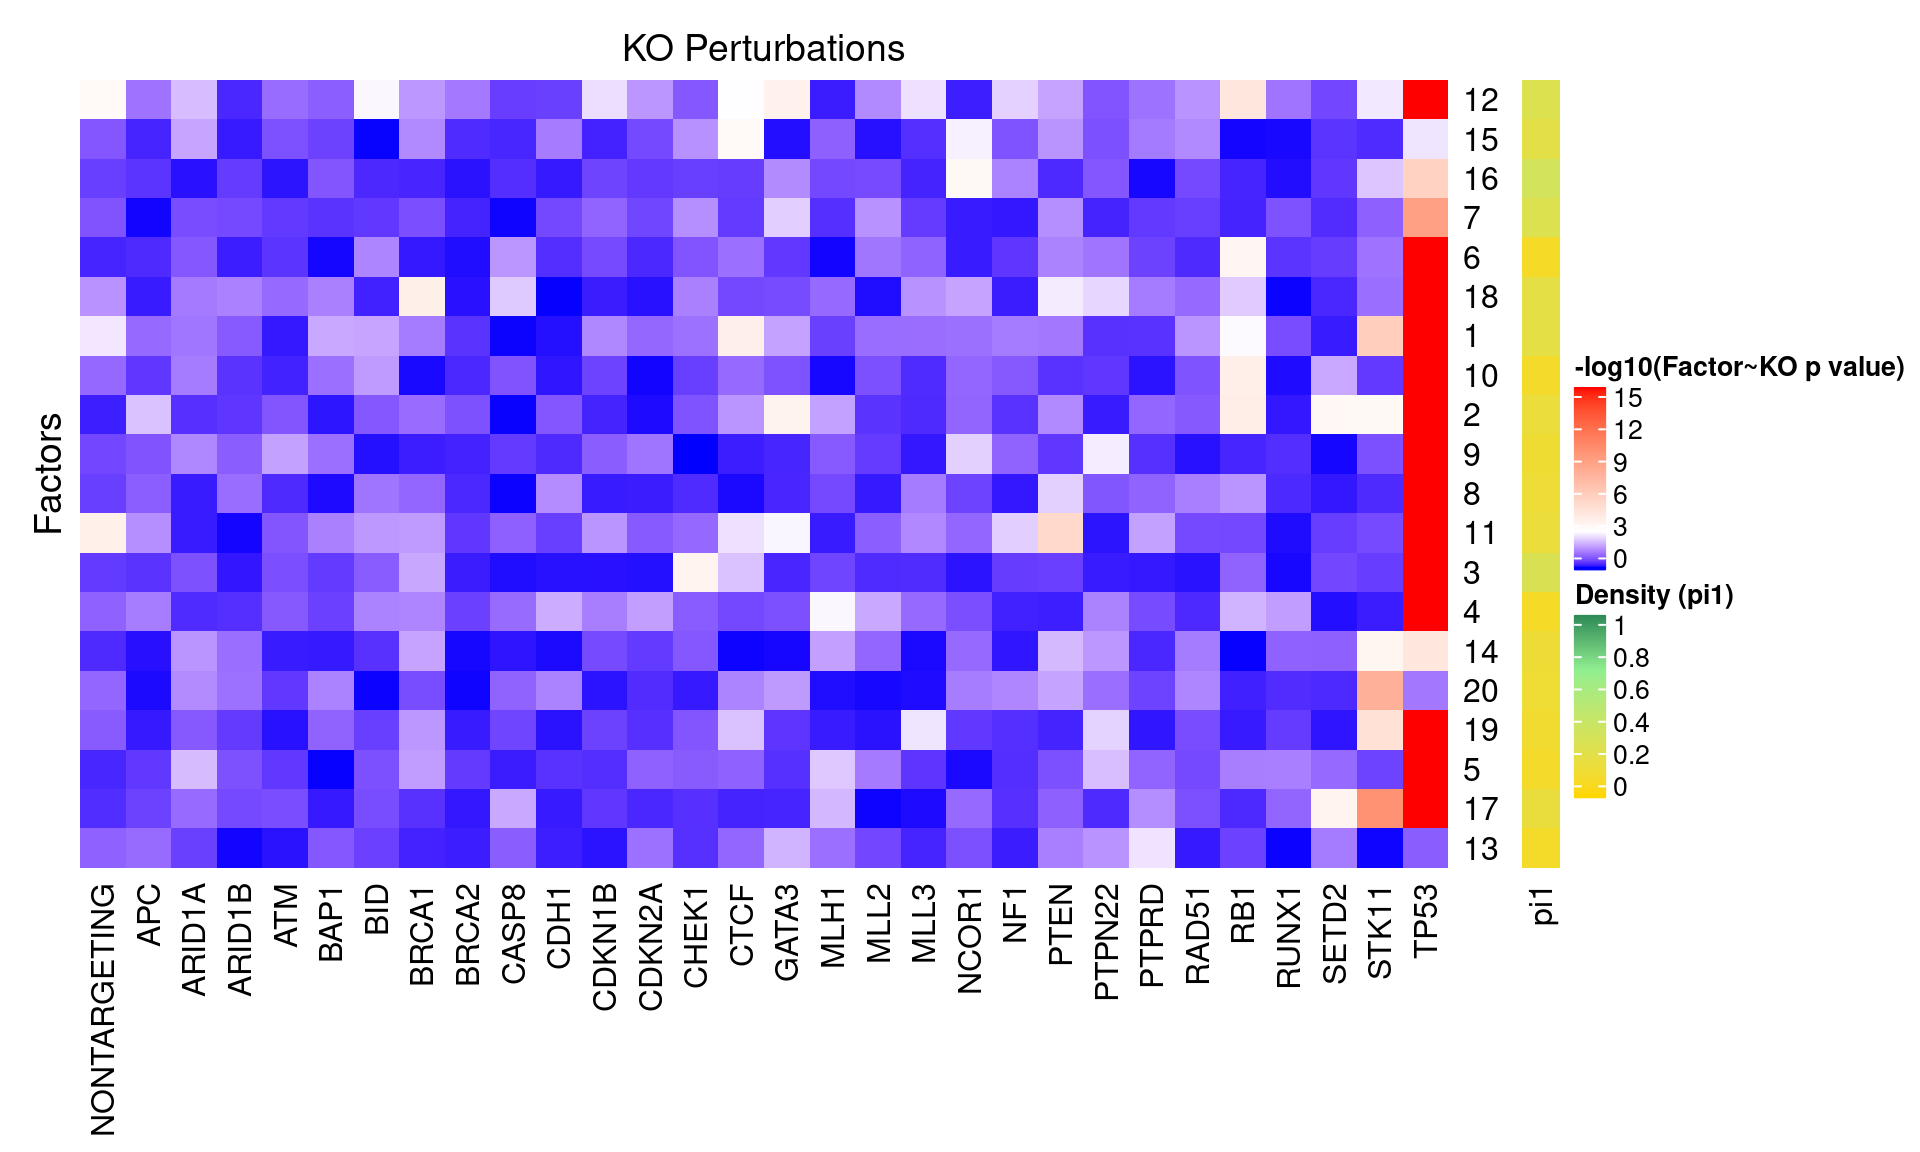 KO Perturbations
Factors
12
15
16
7
6
18
1
10
2
9
8
11
3
4
14
20
19
5
17
13
NONTARGETING
APC
ARID1A
ARID1B
ATM
BAP1
BID
BRCA1
BRCA2
CASP8
CDH1
CDKN1B
CDKN2A
CHEK1
CTCF
GATA3
MLH1
MLL2
MLL3
NCOR1
NF1
PTEN
PTPN22
PTPRD
RAD51
RB1
RUNX1
SETD2
STK11
TP53
pi1
-log10(Factor~KO p value)
15
12
9
6
3
0
Density (pi1)
1
0.8
0.6
0.4
0.2
0